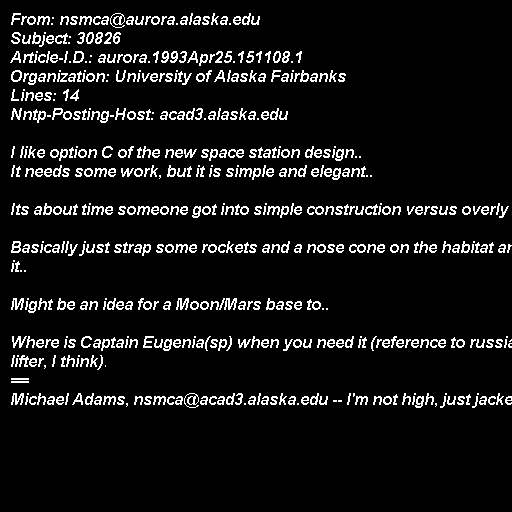 From: nsmca@aurora.alaska.edu
Subject: 30826
Article-I.D.: aurora.1993Apr25.151108.1
Organization: University of Alaska Fairbanks
Lines: 14
Nntp-Posting-Host: acad3.alaska.edu

I like option C of the new space station design..
It needs some work, but it is simple and elegant..

Its about time someone got into simple construction versus overly

Basically just strap some rockets and a nose cone on the habitat
it..

Might be an idea for a Moon/Mars base to..

Where is Captain Eugenia(sp) when you need it (reference to
lifter, I think).
==
Michael Adams, nsmca@acad3.alaska.edu -- I'm not high, just